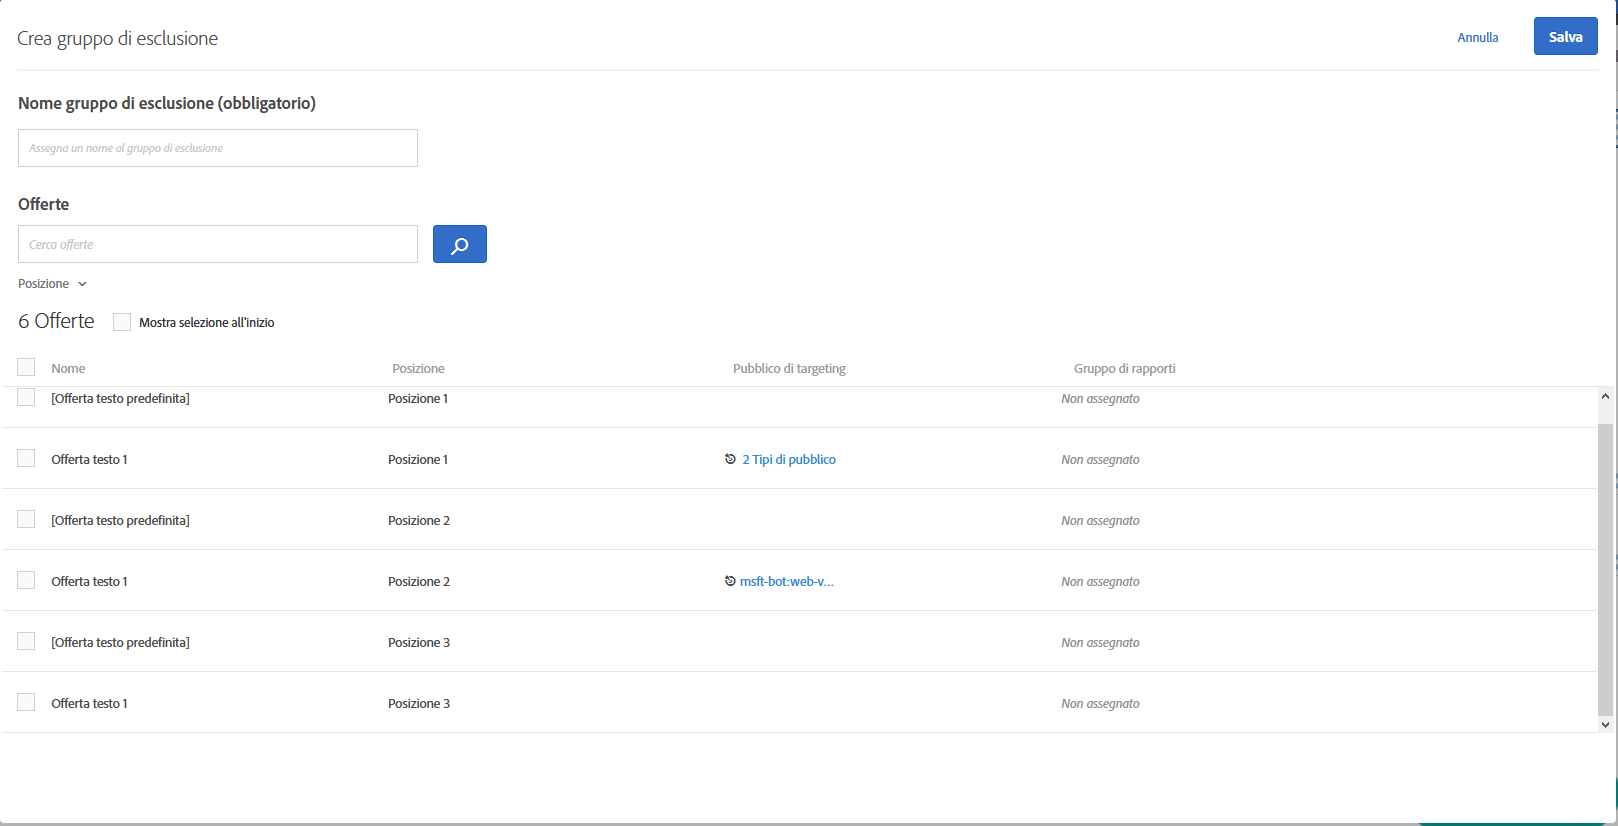 Crea gruppo di esclusione
Annulla
Salva
Nome gruppo di esclusione (obbligatorio)
Assegna un nome al gruppo di esclusione
Offerte
Cerca offerte
Posizione
6 Offerte
Mostra selezione all'inizio
Nome Posizione Pubblico di targeting Gruppo di rapporti
[Offerta testo predefinita] Posizione 1 Non assegnato
Offerta testo 1 Posizione 1 2 Tipi di pubblico Non assegnato
[Offerta testo predefinita] Posizione 2 Non assegnato
Offerta testo 1 Posizione 2 msft-bot:web-v... Non assegnato
[Offerta testo predefinita] Posizione 3 Non assegnato
Offerta testo 1 Posizione 3 Non assegnato